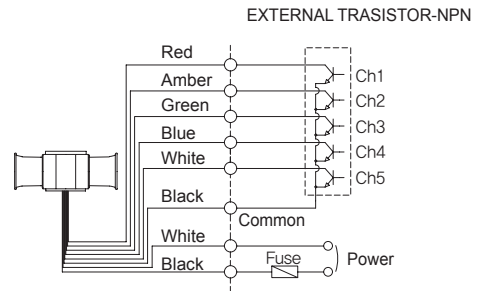 EXTERNAL TRASISTOR-NPN
Red
Ch1
Amber
Ch2
Green
Ch3
Blue
Ch4
White
Ch5
Black
Common
White
Black
Fuse
Power